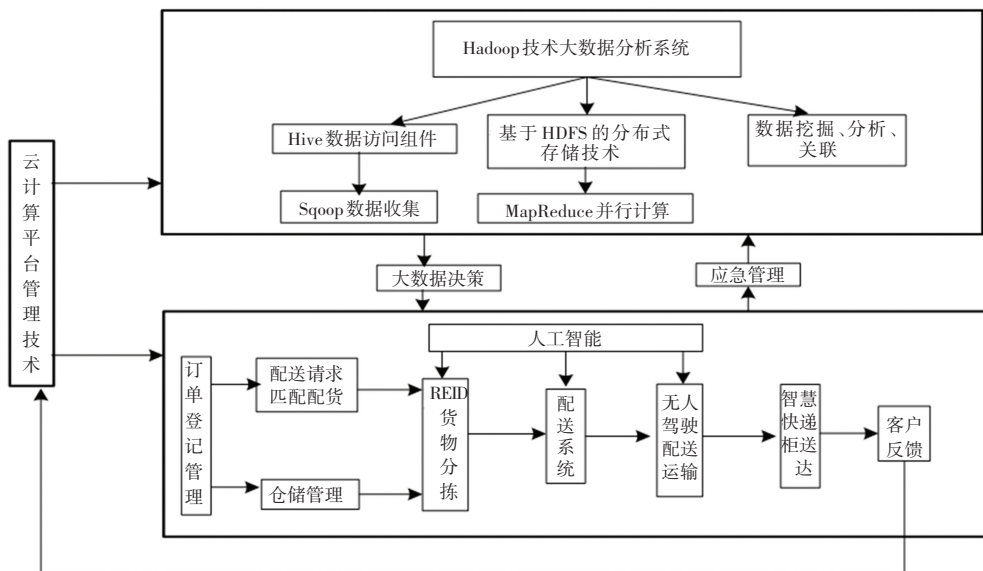 Hadoop技术大数据分析系统
Hive数据访问组件
基于HDFS的分布式
存储技术
数据挖掘、分析、
关联
Sqoop数据收集
MapReduce并行计算
云计算平台管理技术
大数据决策
应急管理
人工智能
订单登记管理
配送请求
匹配配货
仓储管理
REID
货物分拣
配送系统
无人
驾驶
配送
运输
智慧
快递
柜送
达
客户
反馈